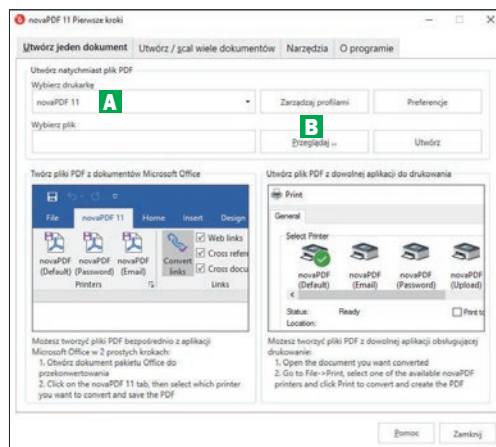 novaPDF 11 Pierwsze kroki
Utwórz jeden dokument Utwórz / scal wiele dokumentów Narzędzia O programie
Utwórz natychmiast plik PDF
Wybierz drukarkę
novaPDF 11 A Zarządzaj profilami Preferencje
Wybierz plik B
Przeglądaj ... Utwórz
Twórz pliki PDF z dokumentów Microsoft Office
File novaPDF 11 Home Insert Design
novaPDF (Default) novaPDF (Password) novaPDF (Email)
Printers
Convert links
Web links
Cross refere
Cross docu
Links
Możesz tworzyć pliki PDF bezpośrednio z aplikacji
Microsoft Office w 2 prostych krokach:
1. Otwórz dokument pakietu Office do
przekonwertowania
2. Click on the novaPDF 11 tab, then select which printer
you want to convert and save the PDF
Utwórz plik PDF z dowolnej aplikacji do drukowania
Print
General
Select Printer
novaPDF (Default) novaPDF (Email) novaPDF (Password) novaPDF (Upload)
Status: Ready Print to
Location:
Możesz tworzyć pliki PDF z dowolnej aplikacji obsługującej
drukowanie:
1. Open the document you want converted
2. Go to File->Print, select one of the available novaPDF
printers and click Print to convert and create the PDF
Pomoc Zamknij